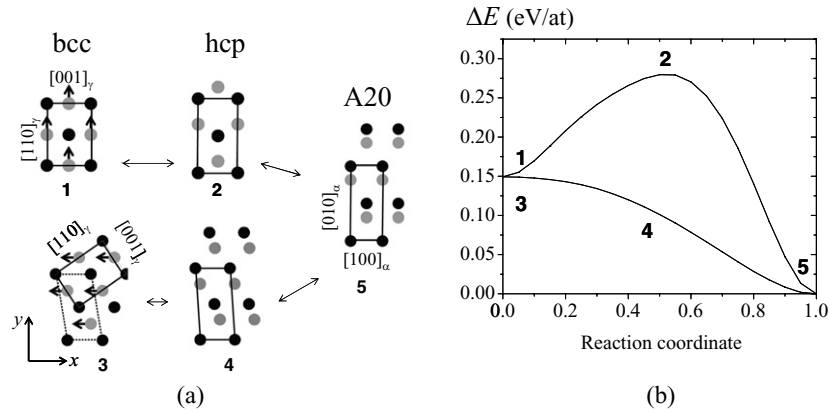 bcc
hcp
A20
[001]γ
[110]γ
1
2
[010]α
[100]α
5
[110]γ
[001]γ
y
x
3
4
(a)
ΔE (eV/at)
0.30
0.25
0.20
0.15
0.10
0.05
0.00
0.0
0.2
0.4
0.6
0.8
1.0
Reaction coordinate
1
2
3
4
5
(b)